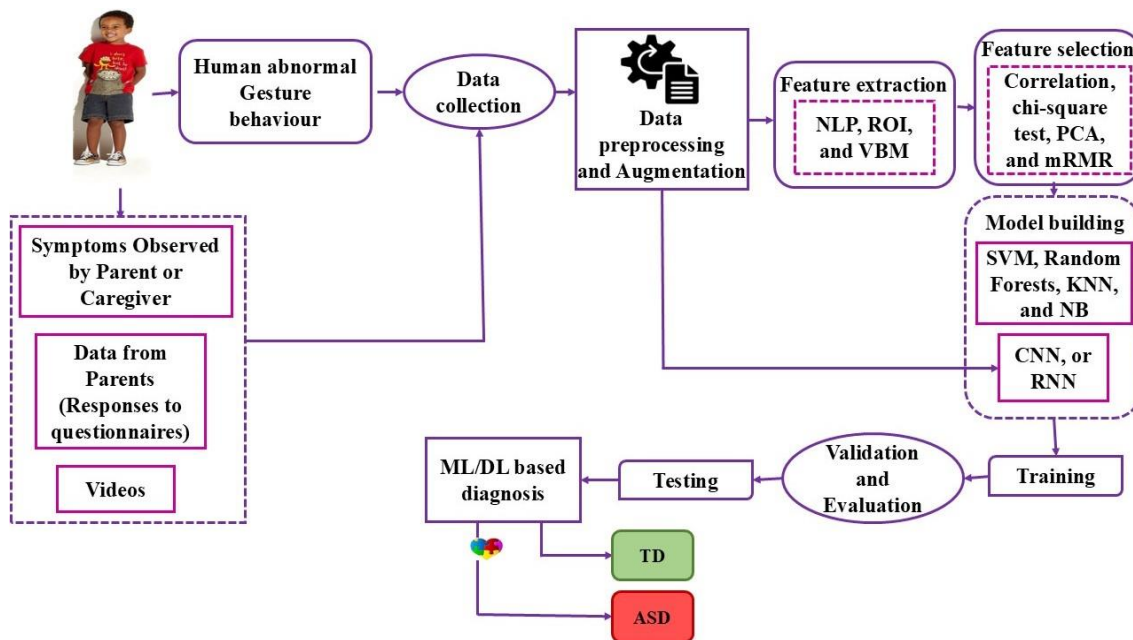 Human abnormal
Gesture
behaviour
Data
collection
Data
preprocessing
and Augmentation
Feature extraction
NLP, ROI,
and VBM
Feature selection
Correlation,
chi-square
test, PCA,
and mRMR
Model building
SVM, Random
Forests, KNN,
and NB
CNN, or
RNN
Symptoms Observed
by Parent or
Caregiver
Data from
Parents
(Responses to
questionnaires)
Videos
Training
Validation
and
Evaluation
Testing
ML/DL based
diagnosis
TD
ASD